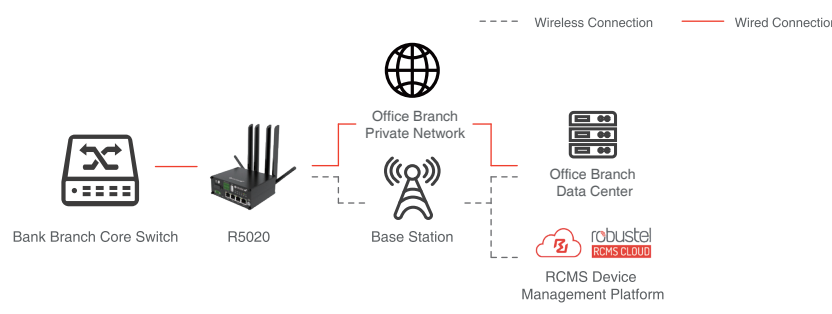 Wireless Connection
Wired Connection
Office Branch
Private Network
Office Branch
Data Center
Bank Branch Core Switch
R5020
Base Station
robustel
RCMS CLOUD
RCMS Device
Management Platform